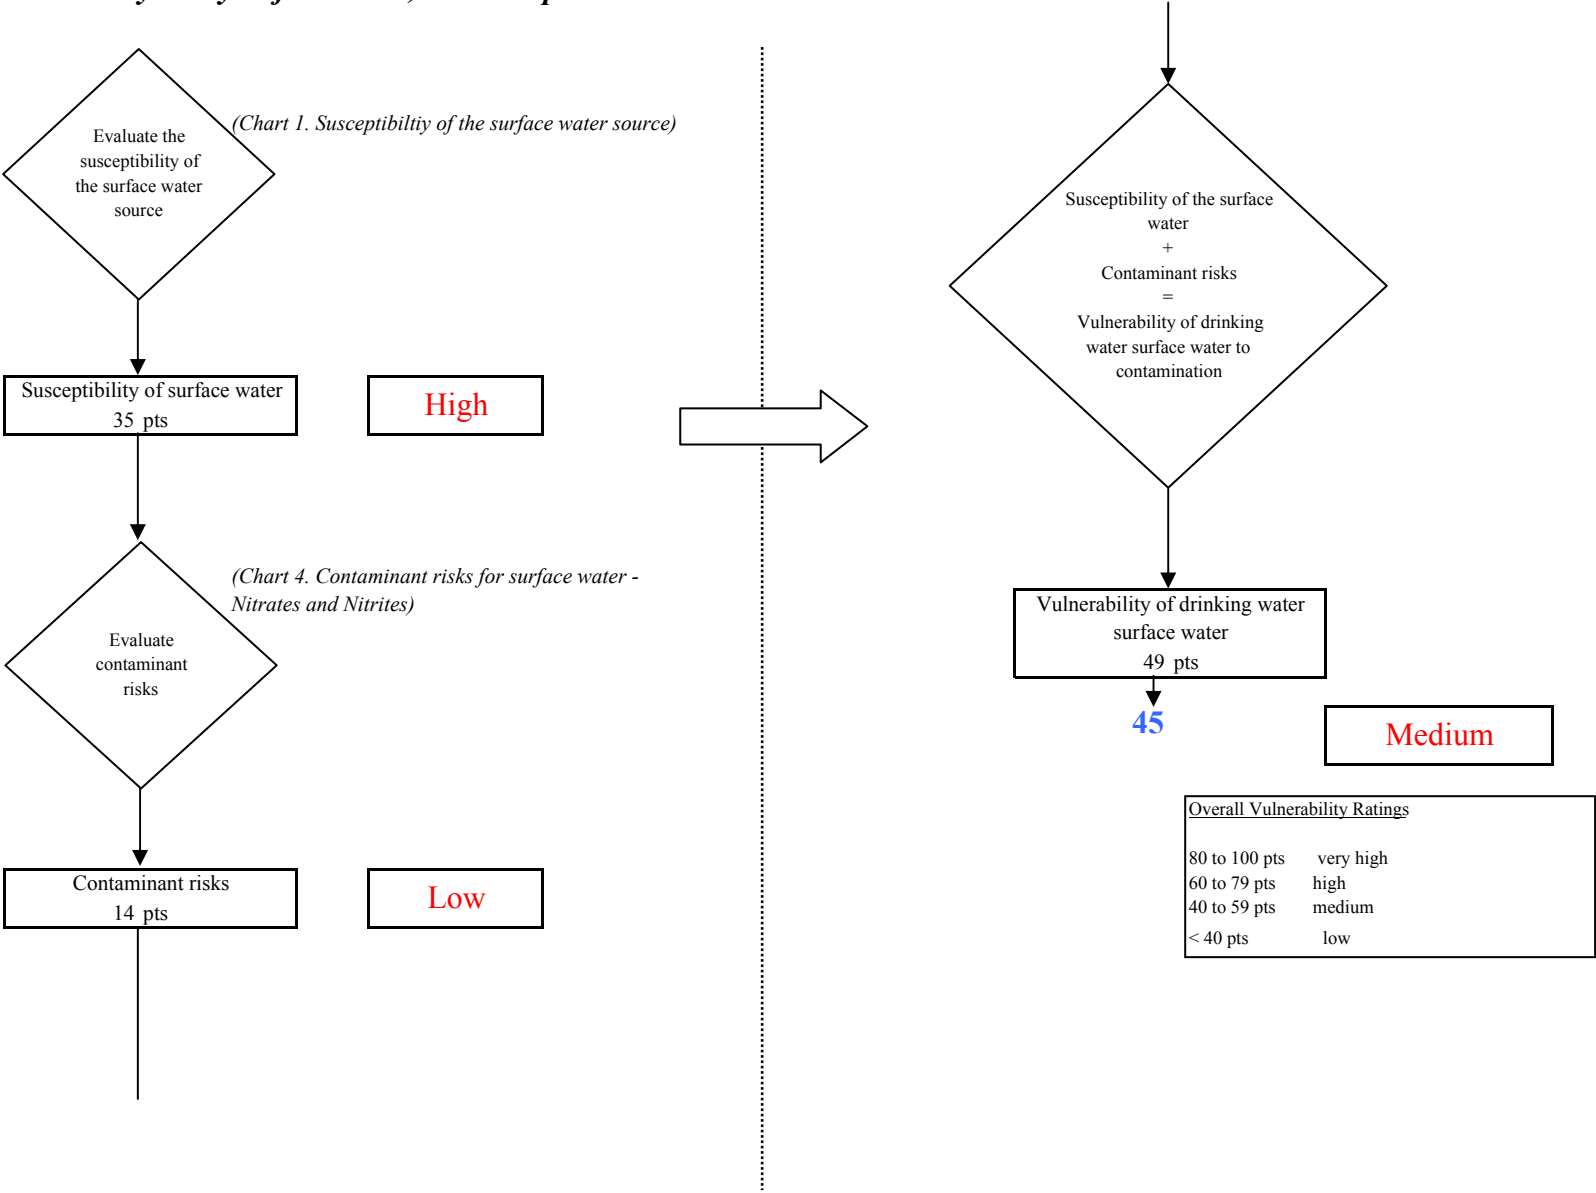 (Chart 1. Susceptibiltiy of the surface water source)
Evaluate the
susceptibility of
the surface water
source
Susceptibility of surface water
35 pts
High
(Chart 4. Contaminant risks for surface water -
Nitrates and Nitrites)
Evaluate
contaminant
risks
Contaminant risks
14 pts
Low
Susceptibility of the surface
water
+
Contaminant risks
=
Vulnerability of drinking
water surface water to
contamination
Vulnerability of drinking water
surface water
49 pts
45
Medium
Overall Vulnerability Ratings
80 to 100 pts very high
60 to 79 pts high
40 to 59 pts medium
< 40 pts low